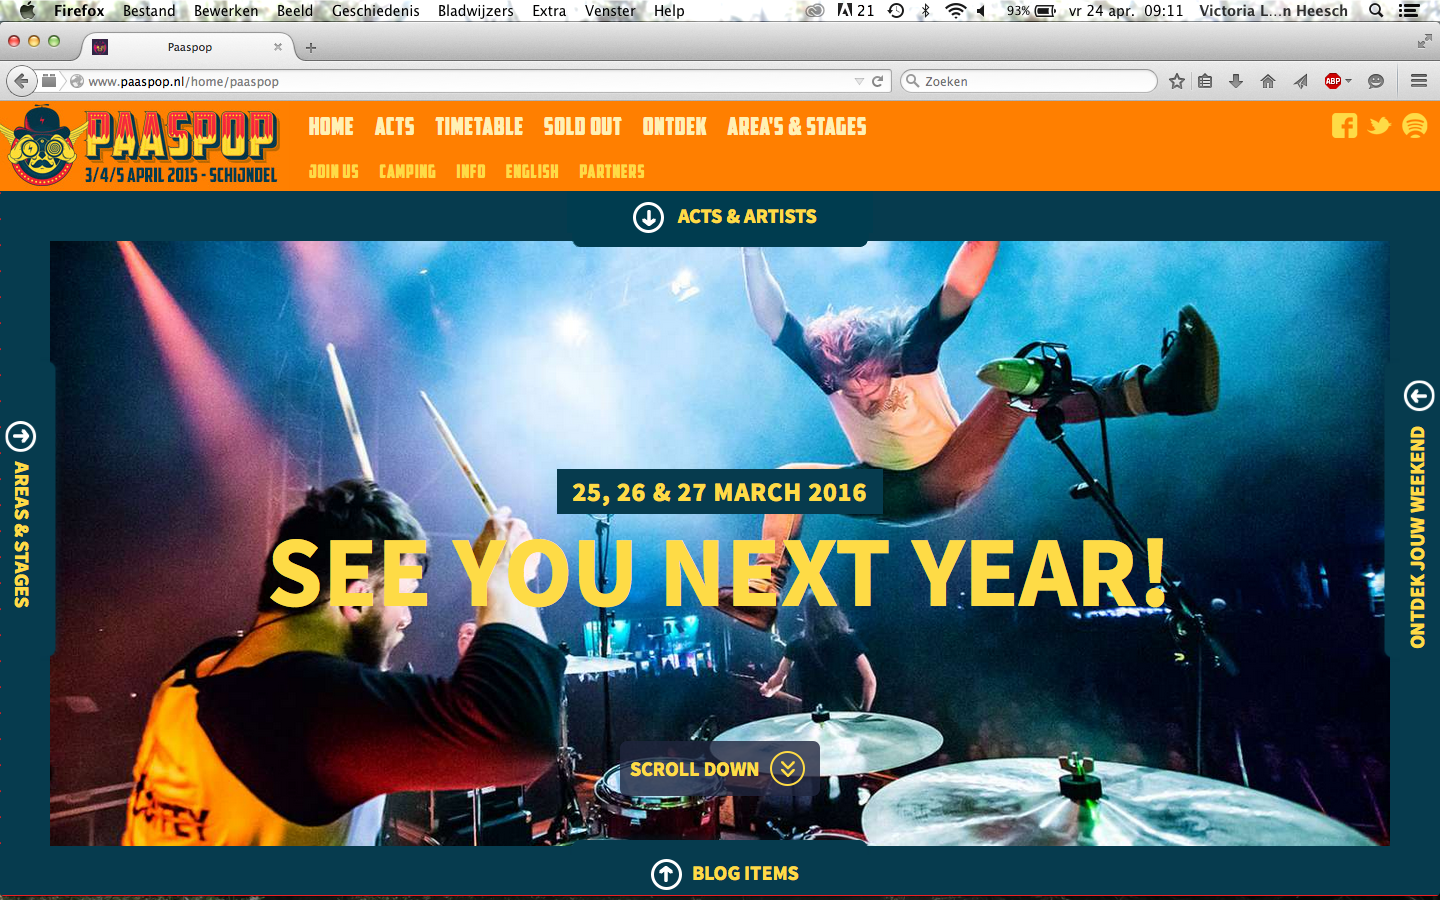 Firefox Bestand Bewerken Beeld Geschiedenis Bladwijzers Extra Venster Help 21 93% vr 24 apr. 09:11 Victoria L...n Heesch
Paaspop
www.paaspop.nl/home/paaspop Zoeken ABP
PAASPOP
3/4/5 APRIL 2015 - SCHIJNDEL
HOME ACTS TIMETABLE SOLD OUT ONTDEK AREA'S & STAGES
JOIN US CAMPING INFO ENGLISH PARTNERS
ACTS & ARTISTS
AREAS & STAGES
ONTDEK JOUW WEEKEND
25, 26 & 27 MARCH 2016
SEE YOU NEXT YEAR!
SCROLL DOWN
BLOG ITEMS